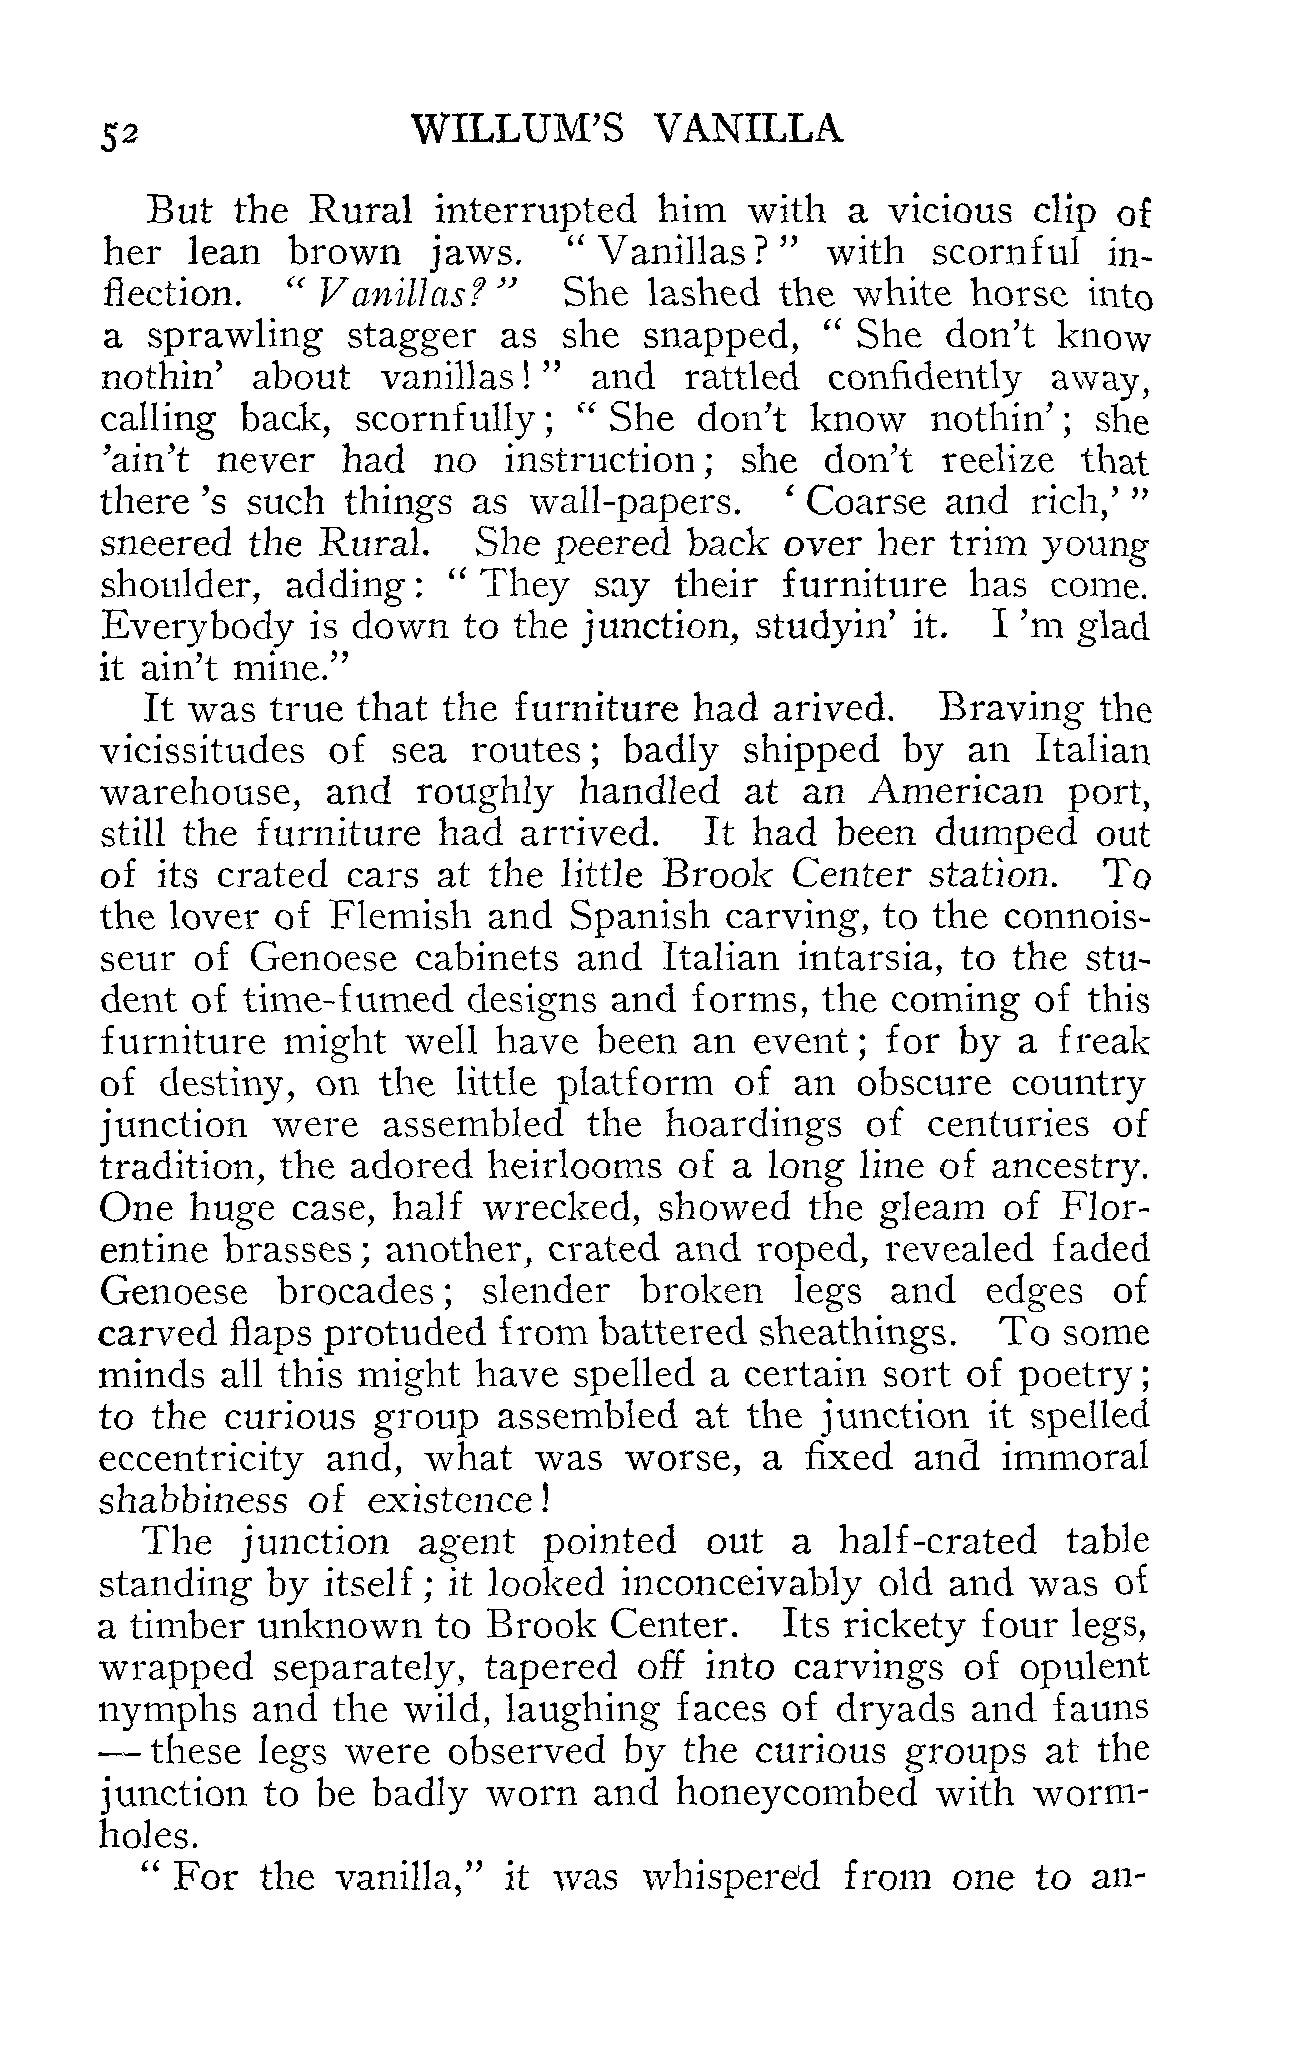 52 WILLUM'S VANILLA
But the Rural interrupted him with a vicious clip of
her lean brown jaws. “ Vanillas? ” with scornful in-
flection. “ Vanillas? ” She lashed the white horse into
a sprawling stagger as she snapped, “ She don't know
nothin' about vanillas! ” and rattled confidently away,
calling back, scornfully; “ She don't know nothin'; she
'ain't never had no instruction; she don't reelize that
there 's such things as wall-papers. ‘ Coarse and rich,’ ”
sneered the Rural. She peered back over her trim young
shoulder, adding: “ They say their furniture has come.
Everybody is down to the junction, studyin' it. I 'm glad
it ain't mine.”
It was true that the furniture had arived. Braving the
vicissitudes of sea routes; badly shipped by an Italian
warehouse, and roughly handled at an American port,
still the furniture had arrived. It had been dumped out
of its crated cars at the little Brook Center station. To
the lover of Flemish and Spanish carving, to the connois-
seur of Genoese cabinets and Italian intarsia, to the stu-
dent of time-fumed designs and forms, the coming of this
furniture might well have been an event; for by a freak
of destiny, on the little platform of an obscure country
junction were assembled the hoardings of centuries of
tradition, the adored heirlooms of a long line of ancestry.
One huge case, half wrecked, showed the gleam of Flor-
entine brasses; another, crated and roped, revealed faded
Genoese brocades; slender broken legs and edges of
carved flaps protuded from battered sheathings. To some
minds all this might have spelled a certain sort of poetry;
to the curious group assembled at the junction it spelled
eccentricity and, what was worse, a fixed and immoral
shabbiness of existence!
The junction agent pointed out a half-crated table
standing by itself; it looked inconceivably old and was of
a timber unknown to Brook Center. Its rickety four legs,
wrapped separately, tapered off into carvings of opulent
nymphs and the wild, laughing faces of dryads and fauns
— these legs were observed by the curious groups at the
junction to be badly worn and honeycombed with worm-
holes.
“ For the vanilla,” it was whispered from one to an-